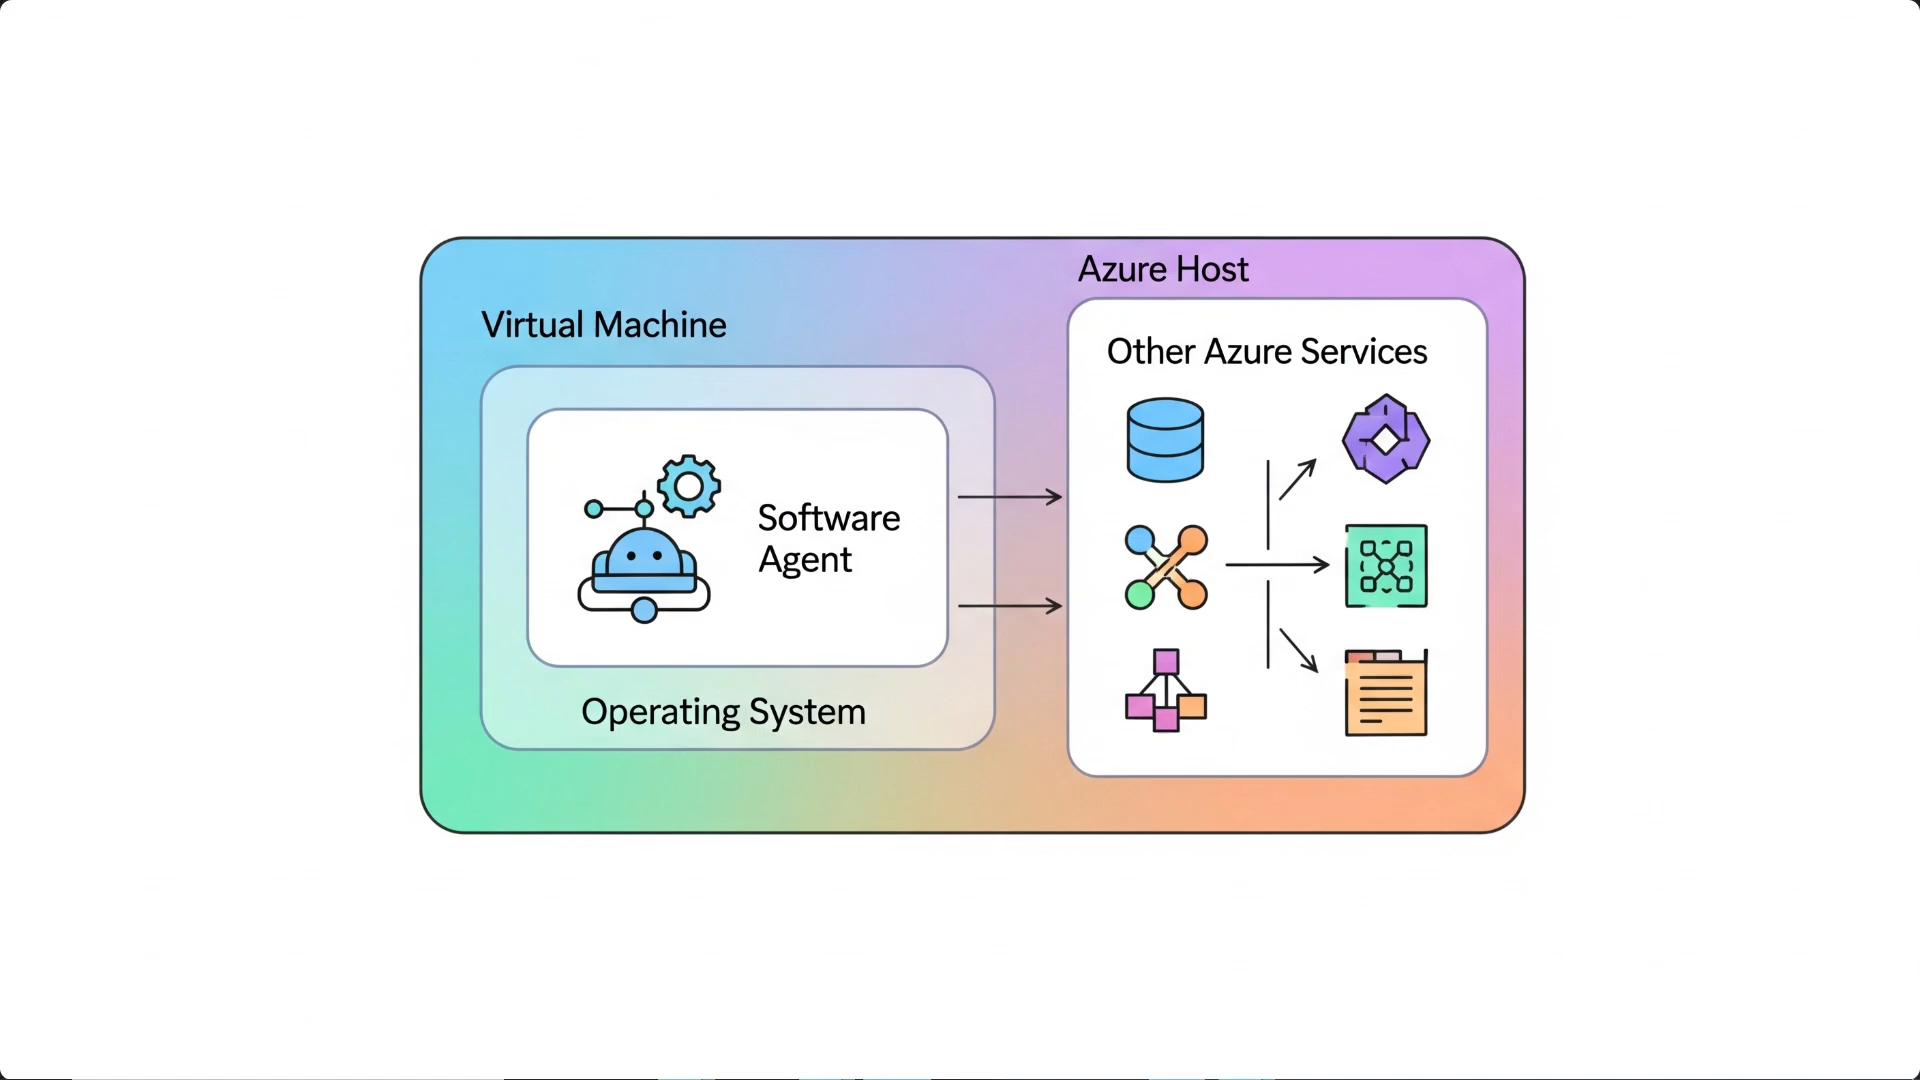 Azure Host
Virtual Machine
Other Azure Services
Software
Agent
Operating System